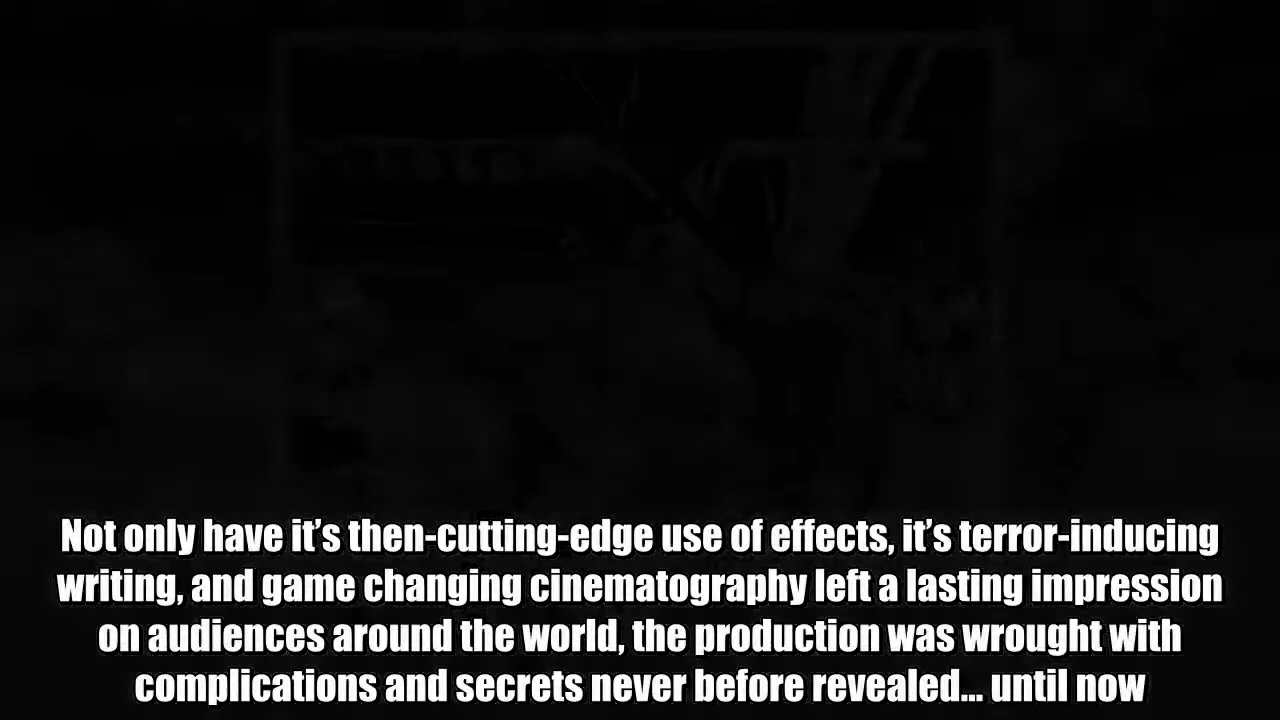 Not only have it’s then-cutting-edge use of effects, it’s terror-inducing
writing, and game changing cinematography left a lasting impression
on audiences around the world, the production was wrought with
complications and secrets never before revealed... until now